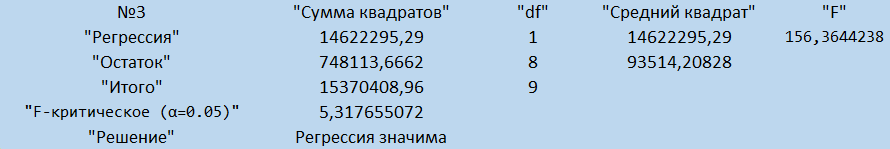 №3 "Сумма квадратов" "df" "Средний квадрат" "F"
"Регрессия" 14622295,29 1 14622295,29 156,3644238
"Остаток" 748113,6662 8 93514,20828
"Итого" 15370408,96 9
"F-критическое (α=0.05)" 5,317655072
"Решение" Регрессия значима